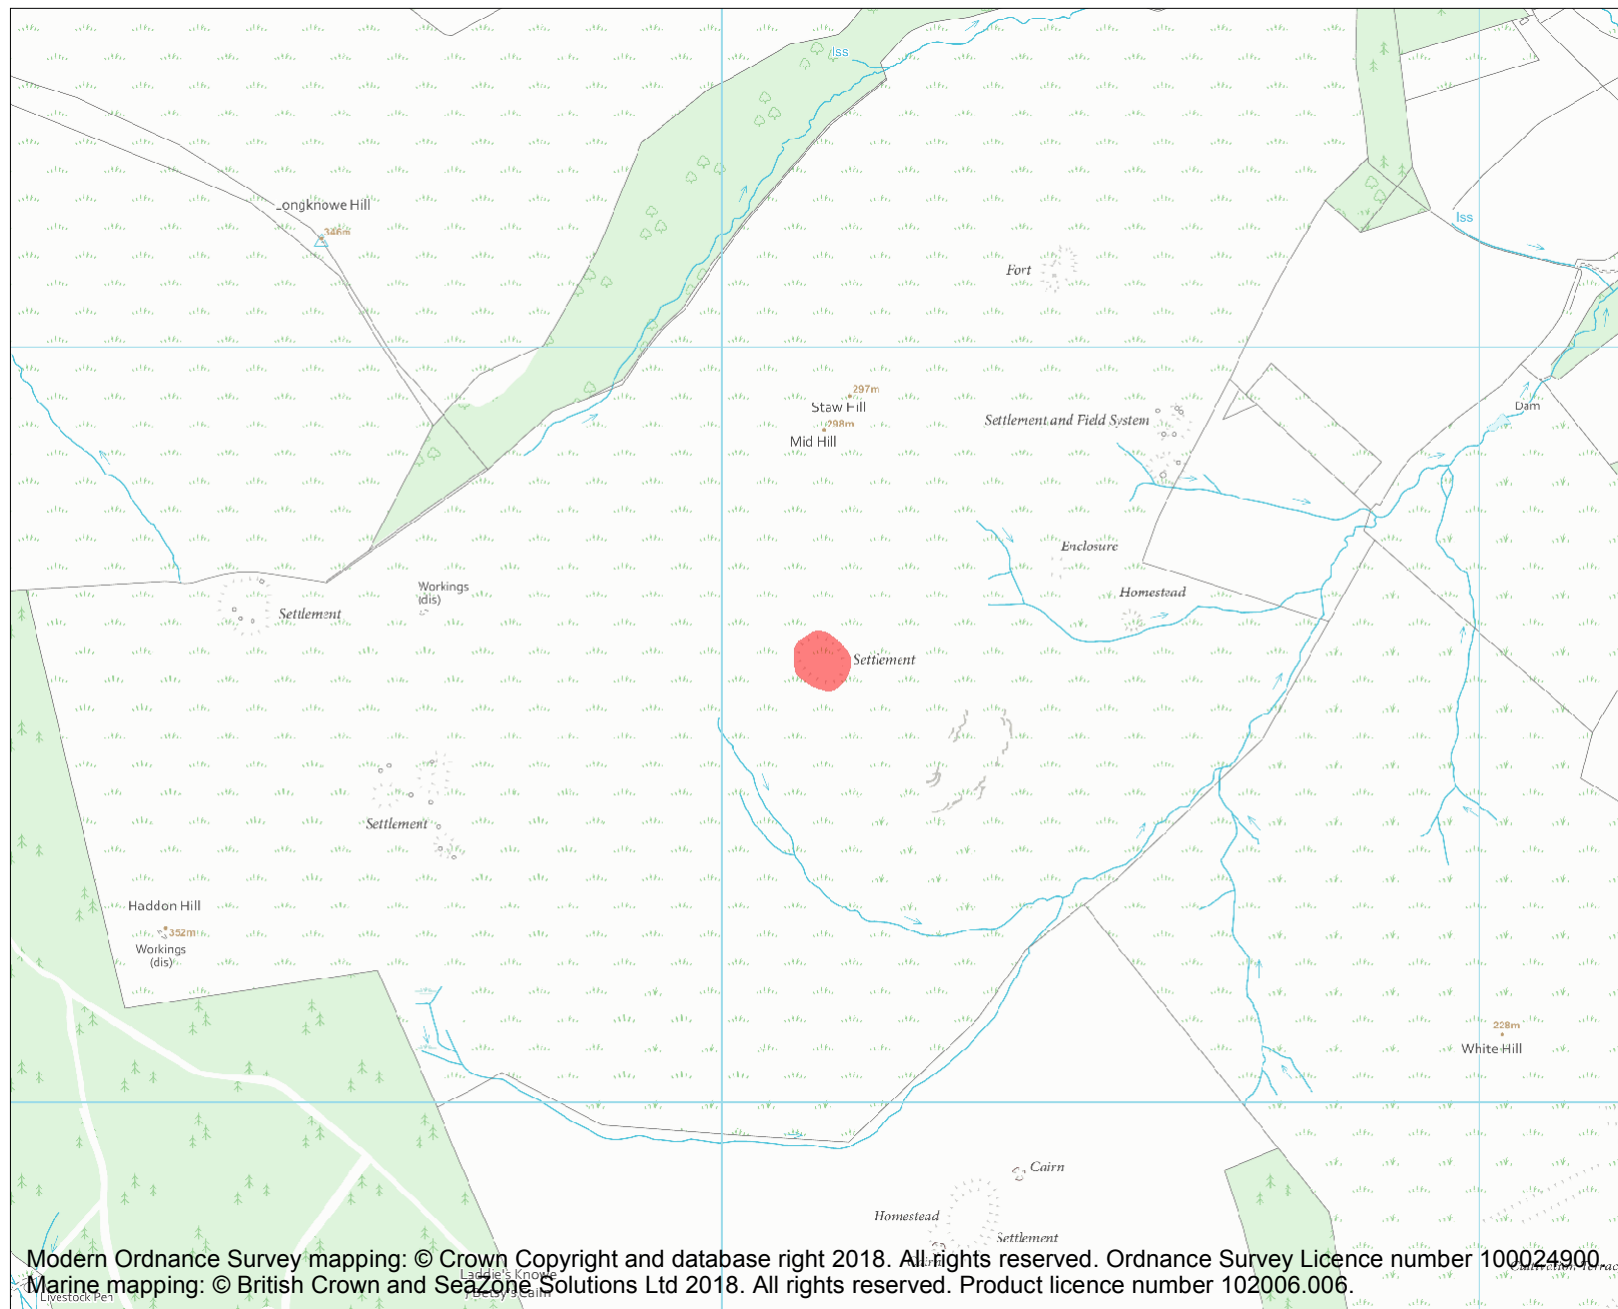 Iss
Longknowe Hill
346m
Iss
Fort
297m
Staw Hill
298m
Mid Hill
Settlement and Field System
Dam
Enclosure
Workings
(dis)
Homestead
Settlement
Settlement
Settlement
Haddon Hill
352m
Workings
(dis)
228m
White Hill
Cairn
Homestead
Settlement
Modern Ordnance Survey mapping: © Crown Copyright and database right 2018. All rights reserved. Ordnance Survey Licence number 100024900.
Laddie's Knowe
Marine mapping: © British Crown and SeaZone Solutions Ltd 2018. All rights reserved. Product licence number 102006.006.
Livestock Pen
/ Betsy's Cairn